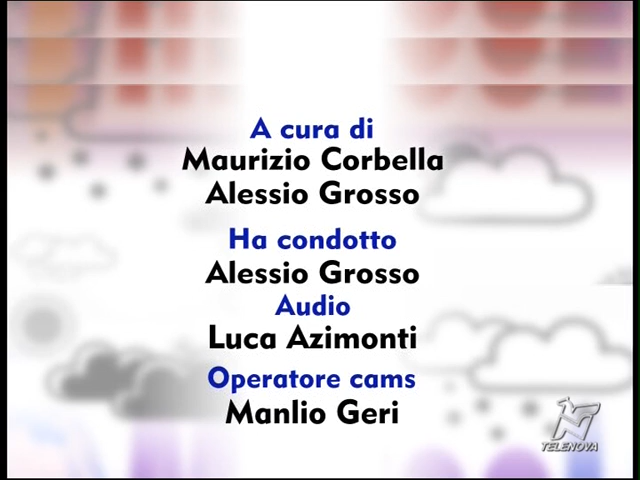 A cura di
Maurizio Corbella
Alessio Grosso
Ha condotto
Alessio Grosso
Audio
Luca Azimonti
Operatore cams
Manlio Geri
TELENOVA